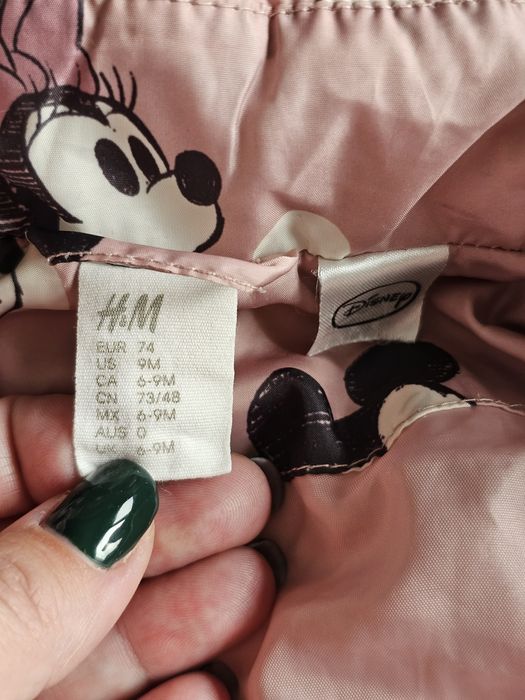 H&M
EUR 74
US 9M
CA 6-9M
CN 73/48
MX 6-9M
AUS 0
UK 6-9M
DISNEY